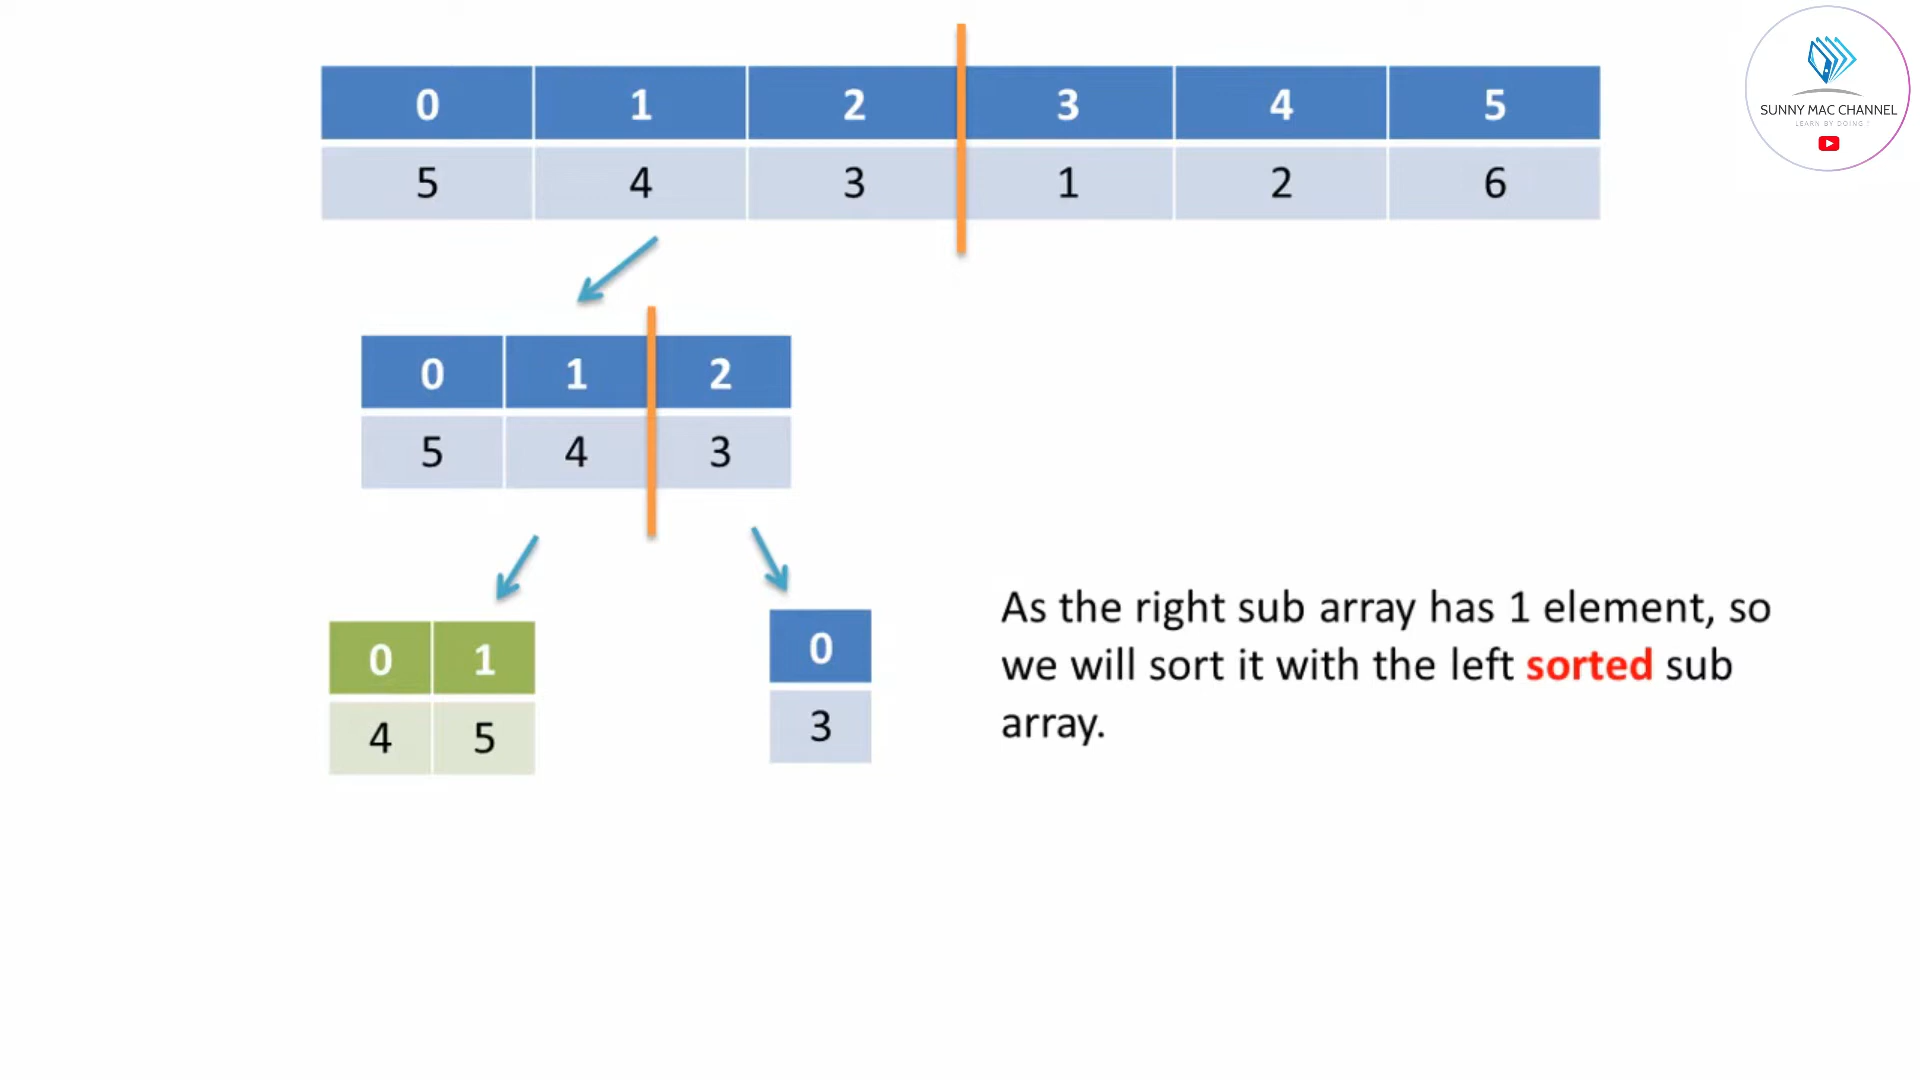 0 1 2 3 4 5
5 4 3 1 2 6
SUNNY MAC CHANNEL
LEARN BY DOING !
0 1 2
5 4 3
0 1
4 5
0
3
As the right sub array has 1 element, so
we will sort it with the left sorted sub
array.